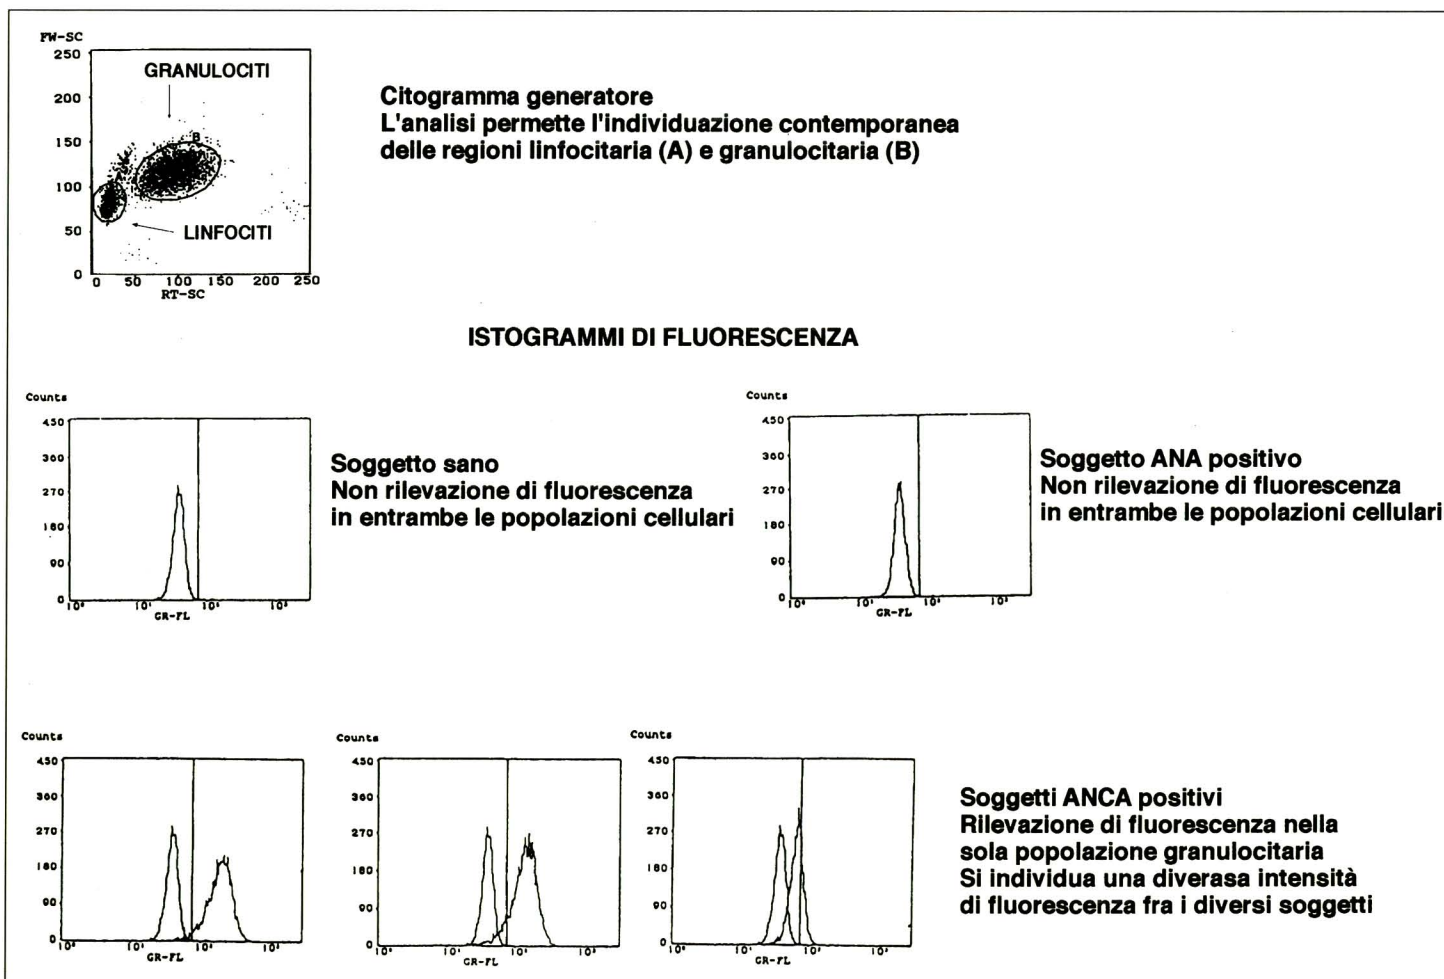 FW-SC
250
200
150
100
50
0
GRANULOCITI
B
LINFOCITI
0 50 100 150 200 250
RT-SC
Citogramma generatore
L'analisi permette l'individuazione contemporanea
delle regioni linfocitaria (A) e granulocitaria (B)
ISTOGRAMMI DI FLUORESCENZA
Counts
450
360
270
180
90
0
GR-FL
Soggetto sano
Non rilevazione di fluorescenza
in entrambe le popolazioni cellulari
Counts
450
360
270
180
90
0
GR-FL
Soggetto ANA positivo
Non rilevazione di fluorescenza
in entrambe le popolazioni cellulari
Counts
450
360
270
180
90
0
GR-FL
Counts
450
360
270
180
90
0
GR-FL
Counts
450
360
270
180
90
0
GR-FL
Soggetti ANCA positivi
Rilevazione di fluorescenza nella
sola popolazione granulocitaria
Si individua una diverasa intensità
di fluorescenza fra i diversi soggetti